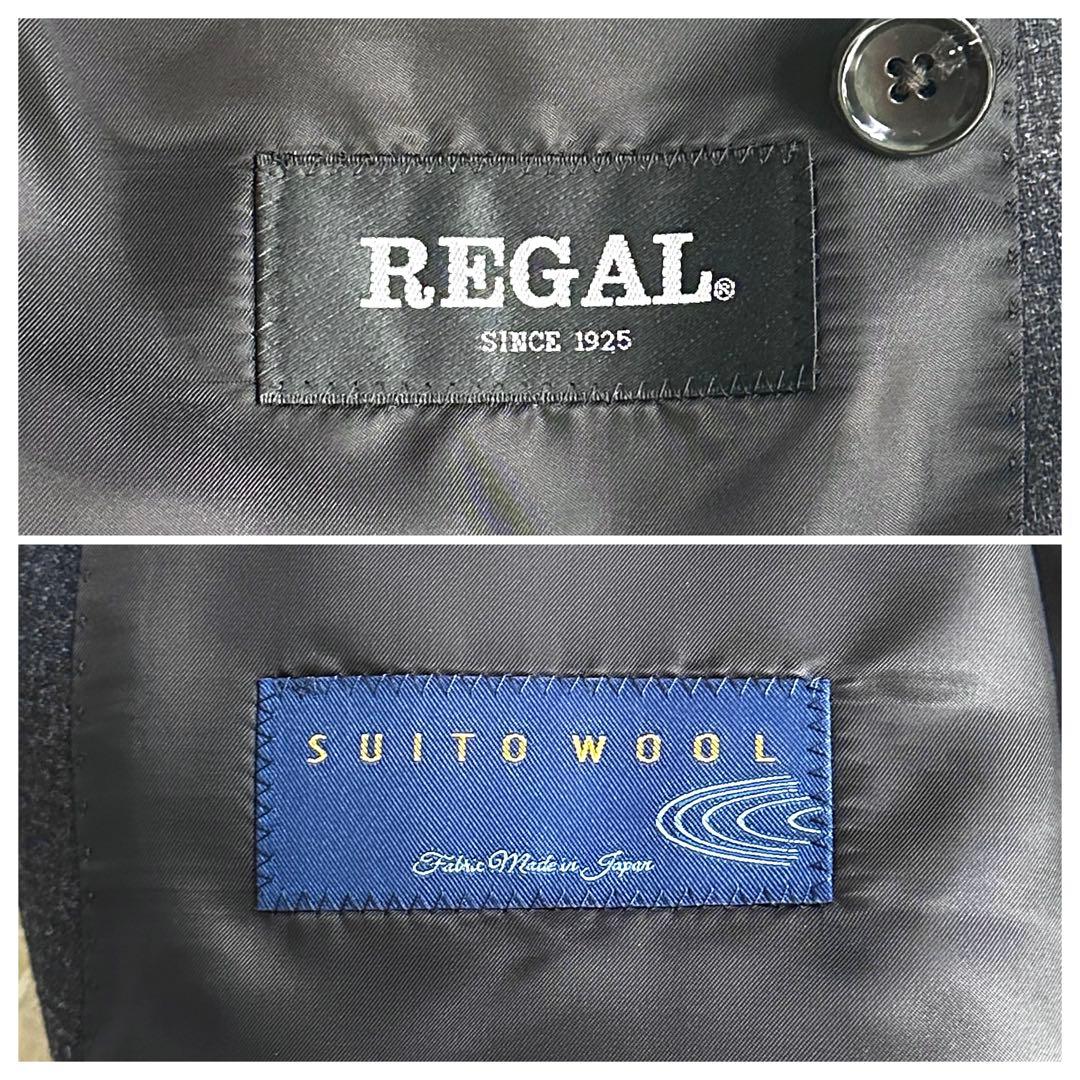 REGAL®
SINCE 1925
SUITO WOOL
Fabric Made in Japan